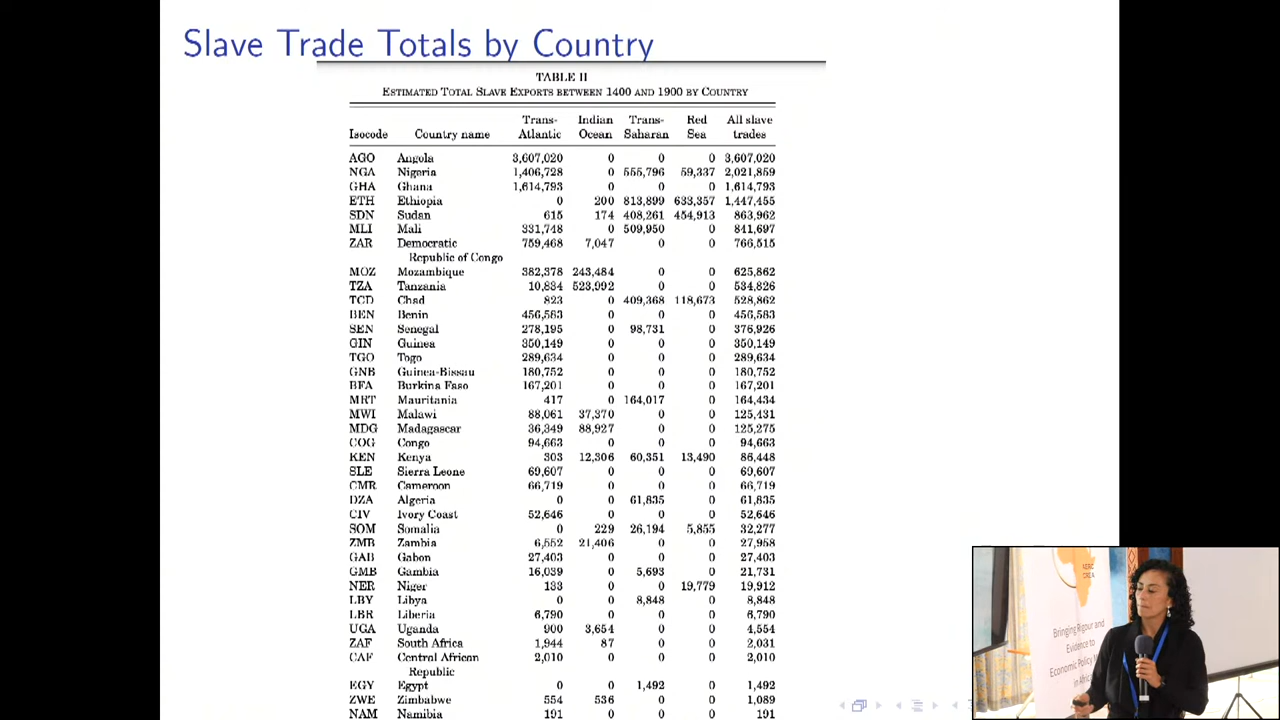 Slave Trade Totals by Country
TABLE II
ESTIMATED TOTAL SLAVE EXPORTS BETWEEN 1400 AND 1900 BY COUNTRY
Isocode Country name Trans-Atlantic Indian Ocean Trans-Saharan Red Sea All slave trades
AGO Angola 3,607,020 0 0 0 3,607,020
NGA Nigeria 1,406,728 0 555,796 59,337 2,021,859
GHA Ghana 1,614,793 0 0 0 1,614,793
ETH Ethiopia 0 200 813,899 633,357 1,447,455
SDN Sudan 615 174 408,261 454,913 863,962
MLI Mali 331,748 0 509,950 0 841,697
ZAR Democratic 759,468 7,047 0 0 766,515
Republic of Congo
MOZ Mozambique 382,378 243,484 0 0 625,862
TZA Tanzania 10,834 523,992 0 0 534,826
TCD Chad 823 0 409,368 118,673 528,862
BEN Benin 456,583 0 0 0 456,583
SEN Senegal 278,195 0 98,731 0 376,926
GIN Guinea 350,149 0 0 0 350,149
TGO Togo 289,634 0 0 0 289,634
GNB Guinea-Bissau 180,752 0 0 0 180,752
BFA Burkina Faso 167,201 0 0 0 167,201
MRT Mauritania 417 0 164,017 0 164,434
MWI Malawi 88,061 37,370 0 0 125,431
MDG Madagascar 36,349 88,927 0 0 125,275
COG Congo 94,663 0 0 0 94,663
KEN Kenya 303 12,306 60,351 13,490 86,448
SLE Sierra Leone 69,607 0 0 0 69,607
CMR Cameroon 66,719 0 0 0 66,719
DZA Algeria 0 0 61,835 0 61,835
CIV Ivory Coast 52,646 0 0 0 52,646
SOM Somalia 0 229 26,194 5,855 32,277
ZMB Zambia 6,552 21,406 0 0 27,958
GAB Gabon 27,403 0 0 0 27,403
GMB Gambia 16,039 0 5,693 0 21,731
NER Niger 133 0 0 19,779 19,912
LBY Libya 0 0 8,848 0 8,848
LBR Liberia 6,790 0 0 0 6,790
UGA Uganda 900 3,654 0 0 4,554
ZAF South Africa 1,944 87 0 0 2,031
CAF Central African 2,010 0 0 0 2,010
Republic
EGY Egypt 0 0 1,492 0 1,492
ZWE Zimbabwe 554 536 0 0 1,089
NAM Namibia 191 0 0 0 191
Bringing Rigour and
Evidence to
Economic Policy
in Africa